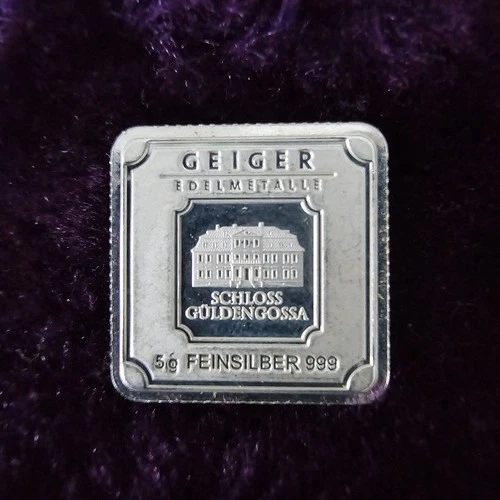 GEIGER
EDELMETALLE
SCHLOSS
GÜLDENGOSSA
5g FEINSILBER 999